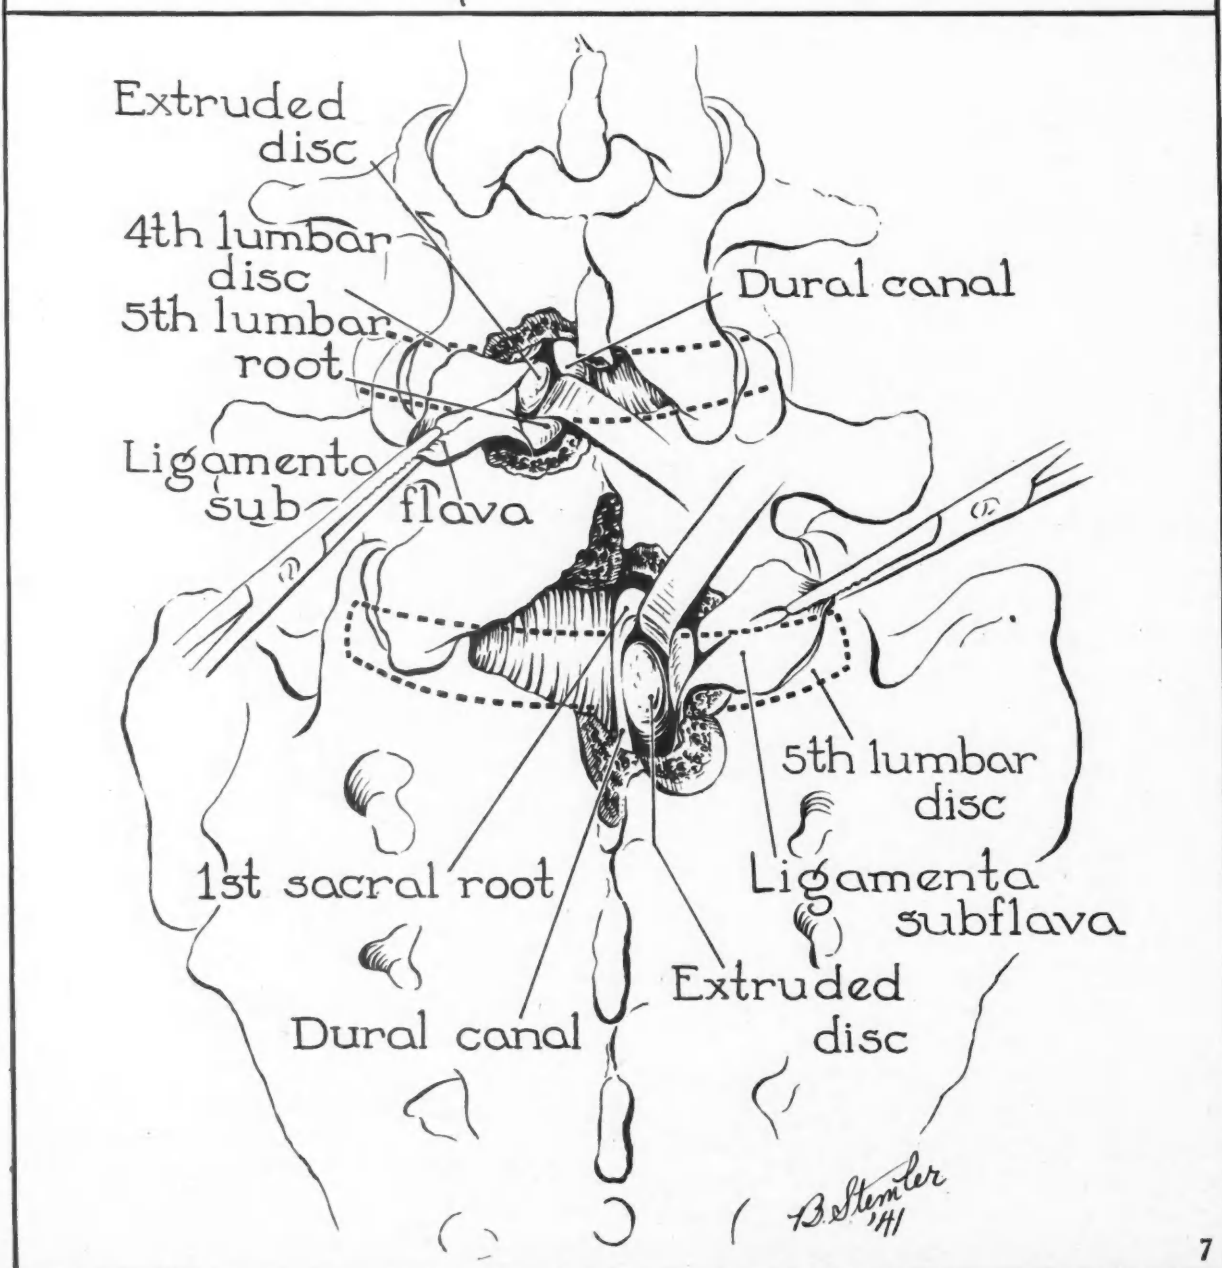 Extruded
disc
4th lumbar
disc
5th lumbar
root
Dural canal
Ligamenta
sub flava
5th lumbar
disc
1st sacral root
Ligamenta
subflava
Extruded
disc
Dural canal
B. Stemler
'41
7